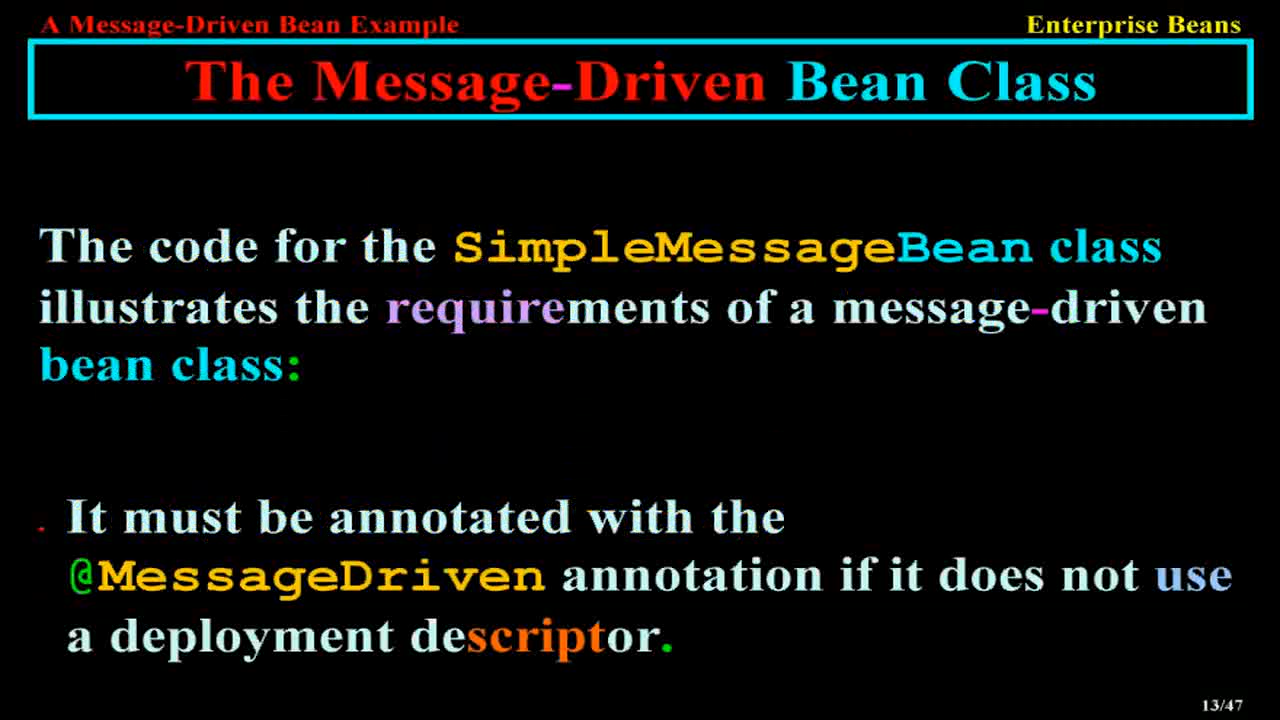 A Message-Driven Bean Example
Enterprise Beans
The Message-Driven Bean Class
The code for the SimpleMessageBean class
illustrates the requirements of a message-driven
bean class:
It must be annotated with the
@MessageDriven annotation if it does not use
a deployment descriptor.
13/47